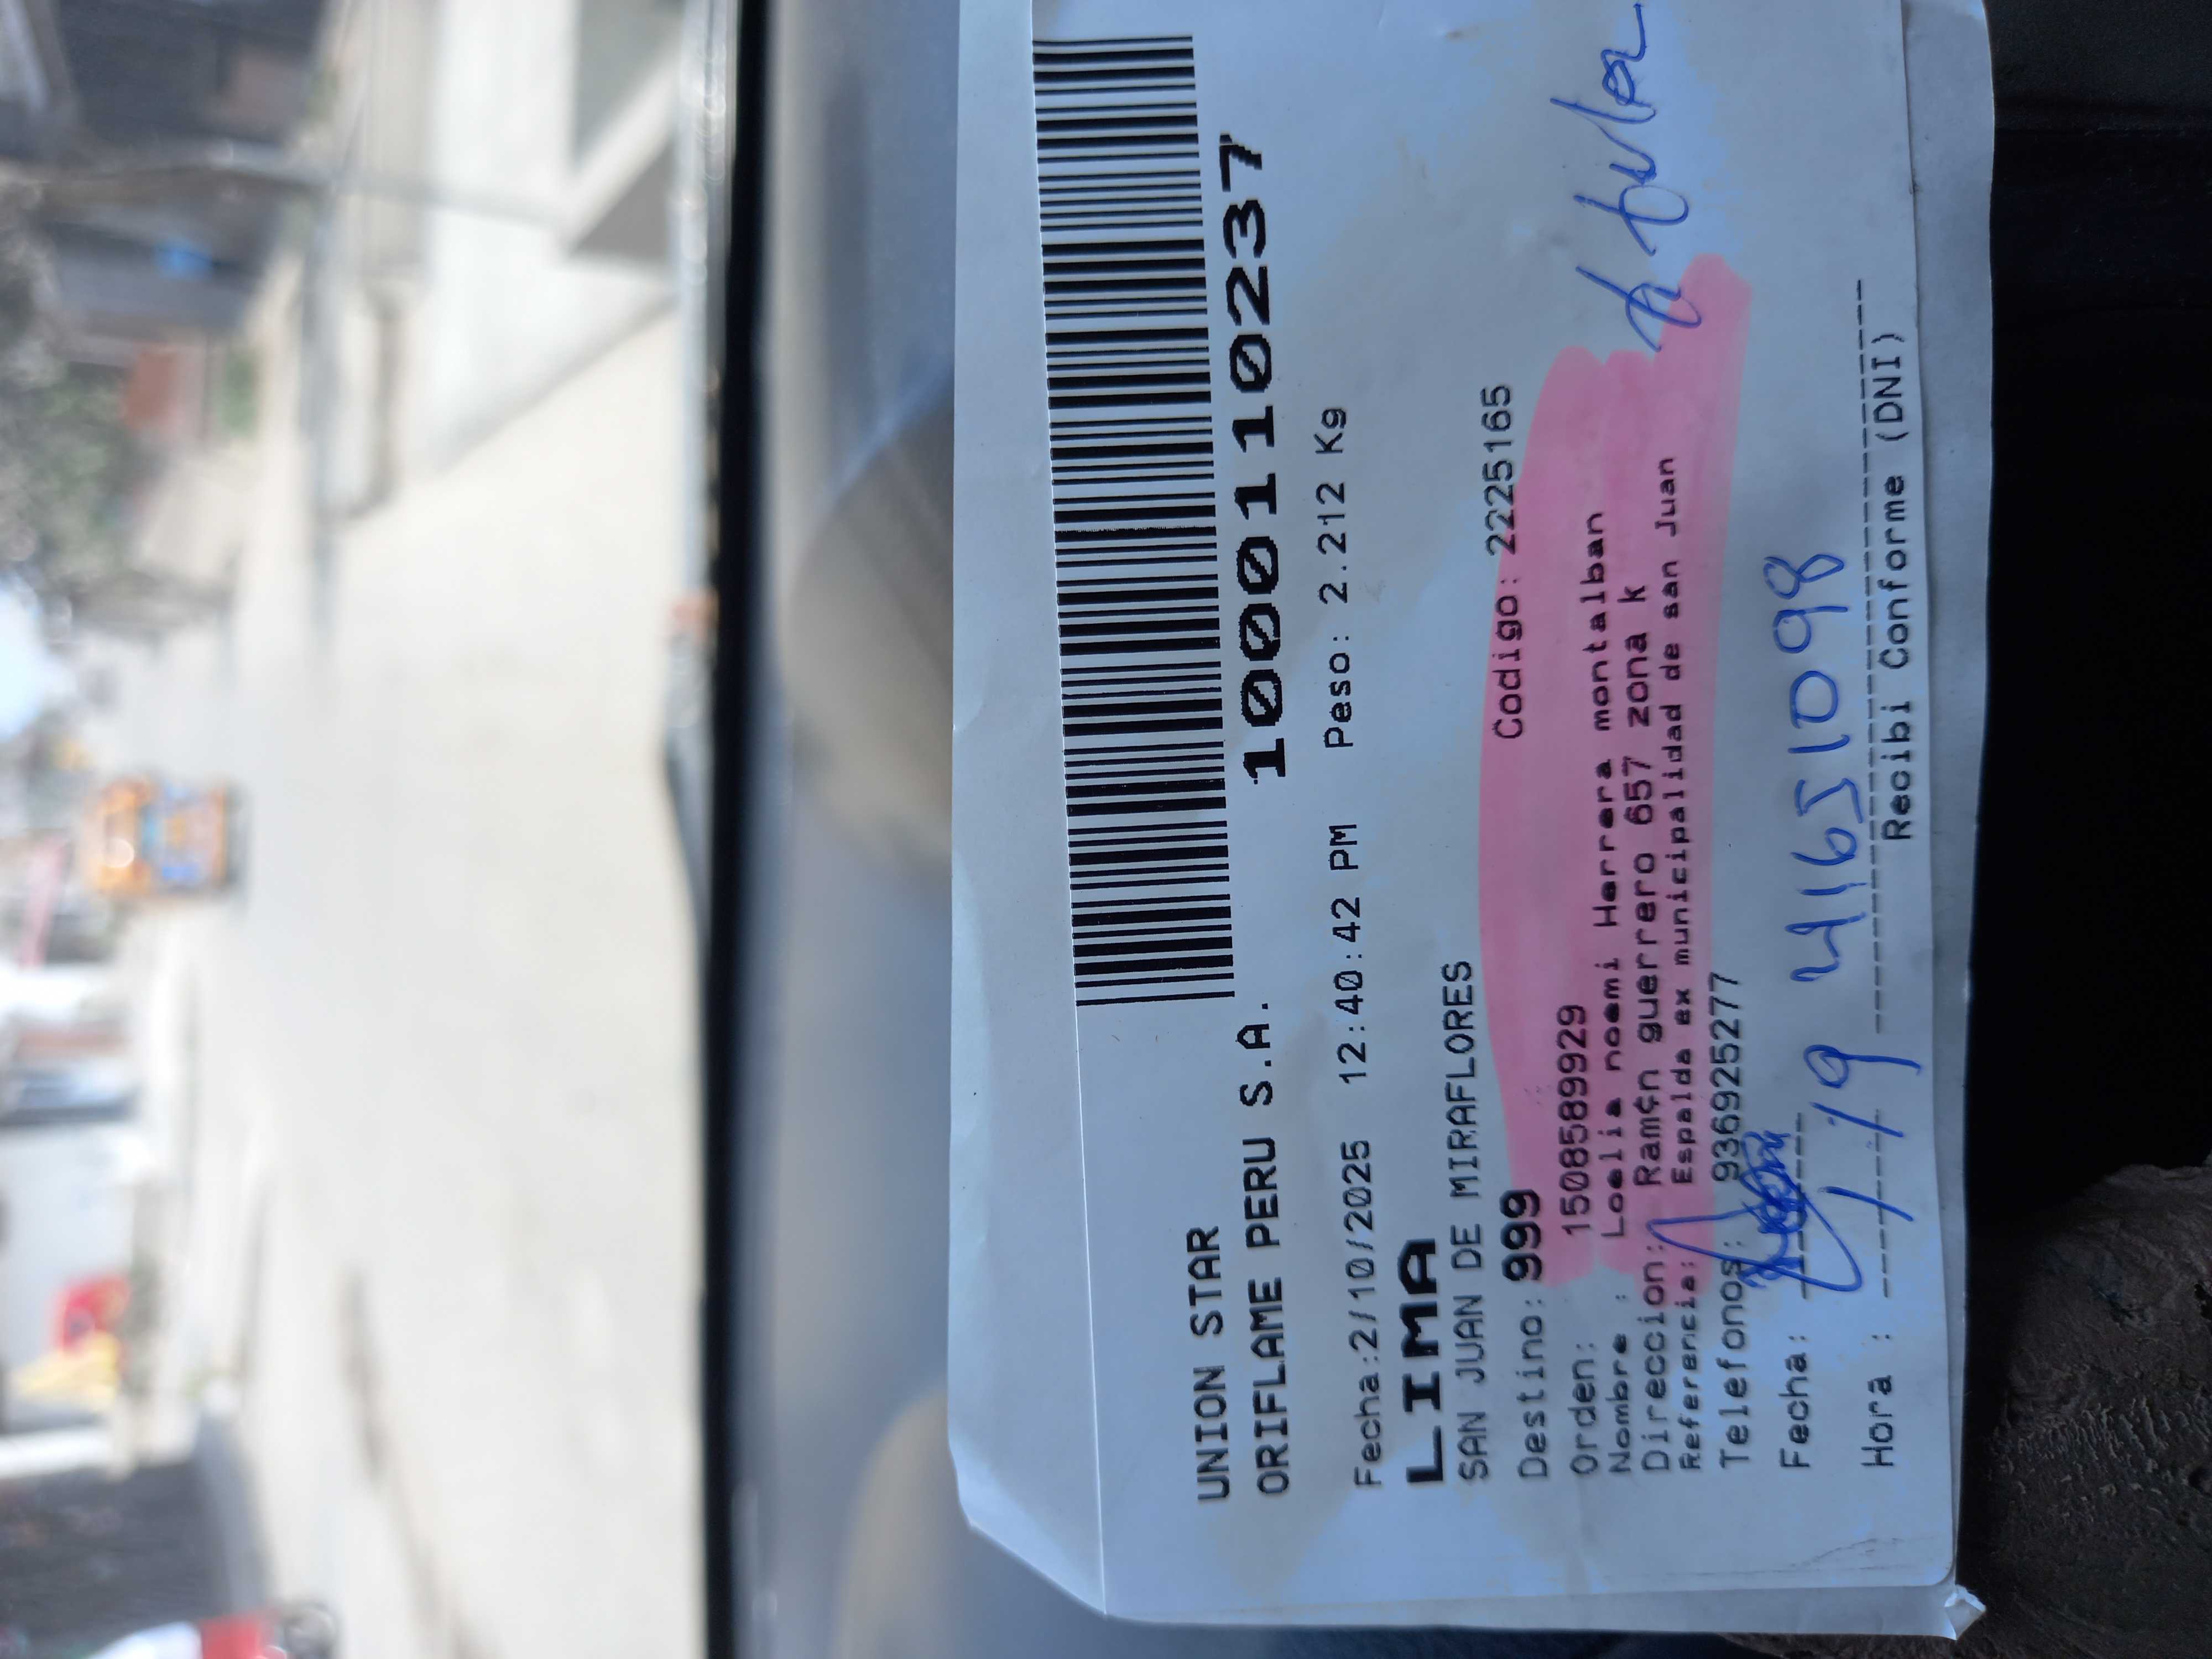 UNION STAR
ORIFLAME PERU S.A. 1000110237
Fecha:2/10/2025 12:40:42 PM Peso: 2.212 Kg
LIMA
SAN JUAN DE MIRAFLORES
Destino: 999 Codigo: 2225165
Orden: 1508589929
Nombre : Loelia noemi Herrera montalban
Direccion: Ram¢n guerrero 657 zona k
Referencia: Espalda ex municipalidad de san Juan
Telefonos: 936925277
titular
Fecha: ------
41651098
Hora : ------
Recibi Conforme (DNI)